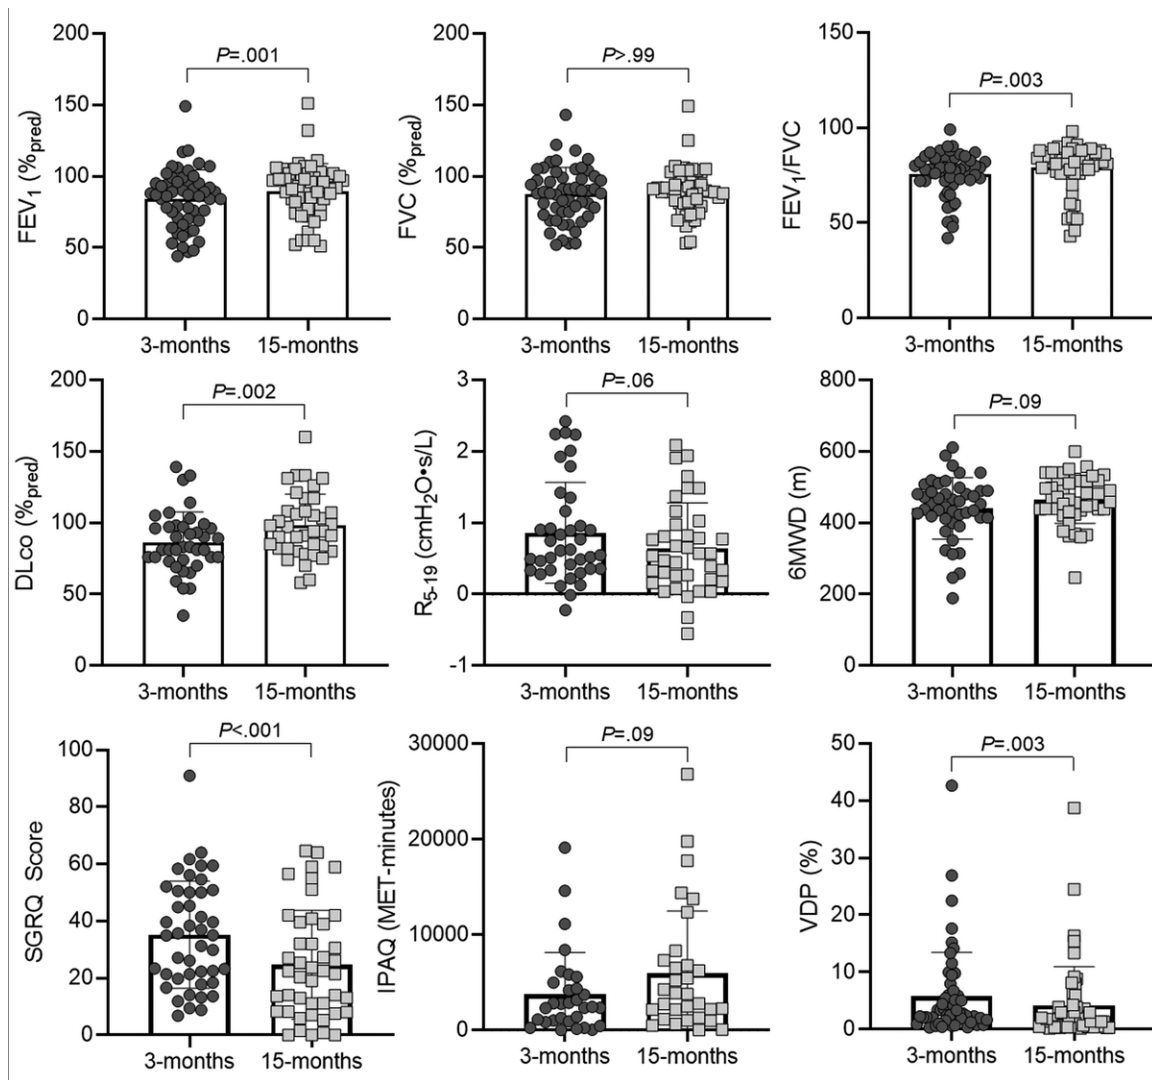 FEV1 (%pred)
200
150
100
50
0
P=.001
3-months 15-months
FVC (%pred)
200
150
100
50
0
P>.99
3-months 15-months
FEV1/FVC
150
100
50
0
P=.003
3-months 15-months
DLco (%pred)
200
150
100
50
0
P=.002
3-months 15-months
R5-19 (cmH2O•s/L)
3
2
1
0
-1
P=.06
3-months 15-months
6MWD (m)
800
600
400
200
0
P=.09
3-months 15-months
SGRQ Score
100
80
60
40
20
0
P<.001
3-months 15-months
IPAQ (MET-minutes)
30000
20000
10000
0
P=.09
3-months 15-months
VDP (%)
50
40
30
20
10
0
P=.003
3-months 15-months